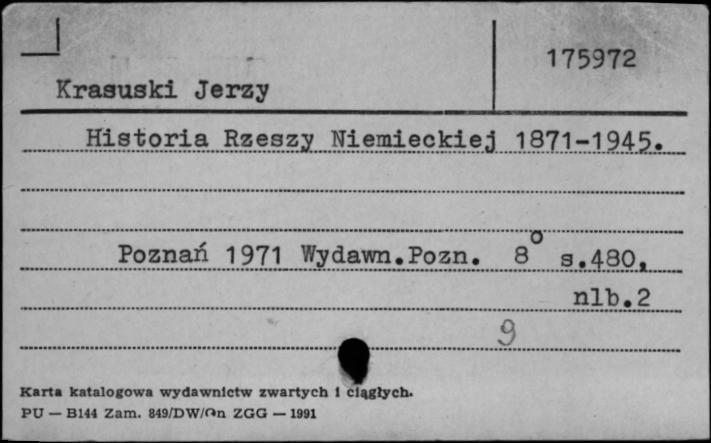 175972
Krasuski Jerzy
Historia Rzeszy Niemieckiej 1871-1945.
Poznań 1971 Wydawn.Pozn. 8° s.480,
nlb.2
9
Karta katalogowa wydawnictw zwartych i ciągłych.
PU — B144 Zam. 849/DW/On ZGG — 1991